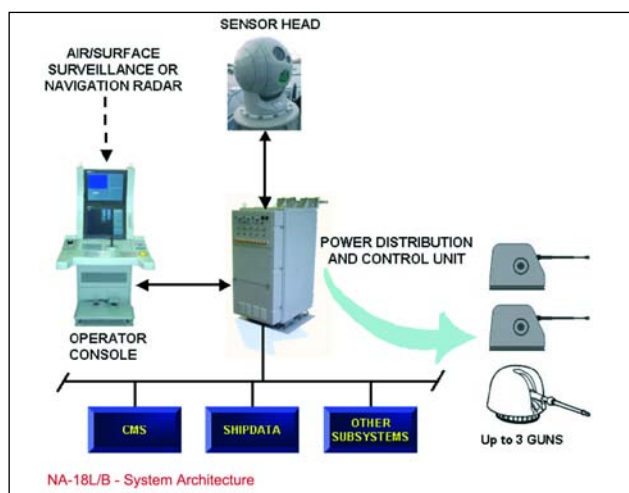 SENSOR HEAD
AIR/SURFACE
SURVEILLANCE OR
NAVIGATION RADAR
POWER DISTRIBUTION
AND CONTROL UNIT
OPERATOR
CONSOLE
CMS
SHIPDATA
OTHER
SUBSYSTEMS
Up to 3 GUNS
NA-18L/B - System Architecture